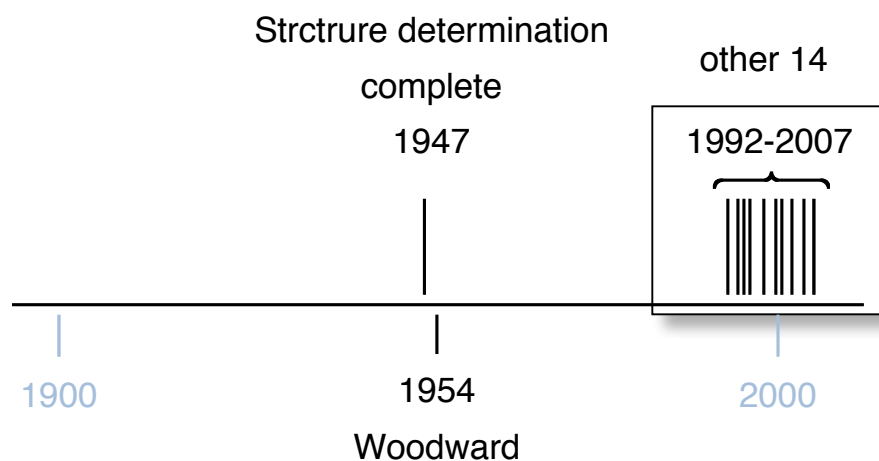 Strctrure determination
complete
1947
other 14
1992-2007
1900
1954
Woodward
2000